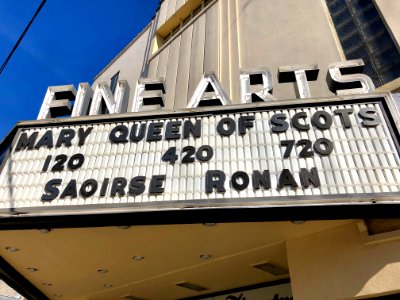 FINE ARTS
MARY QUEEN OF SCOTS
120 420 720
SAOIRSE RONAN